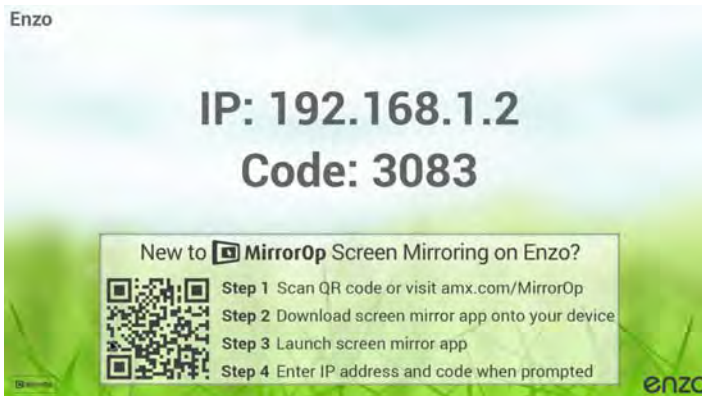 Enzo
IP: 192.168.1.2
Code: 3083
New to MirrorOp Screen Mirroring on Enzo?
Step 1 Scan QR code or visit amx.com/MirrorOp
Step 2 Download screen mirror app onto your device
Step 3 Launch screen mirror app
Step 4 Enter IP address and code when prompted
enzo